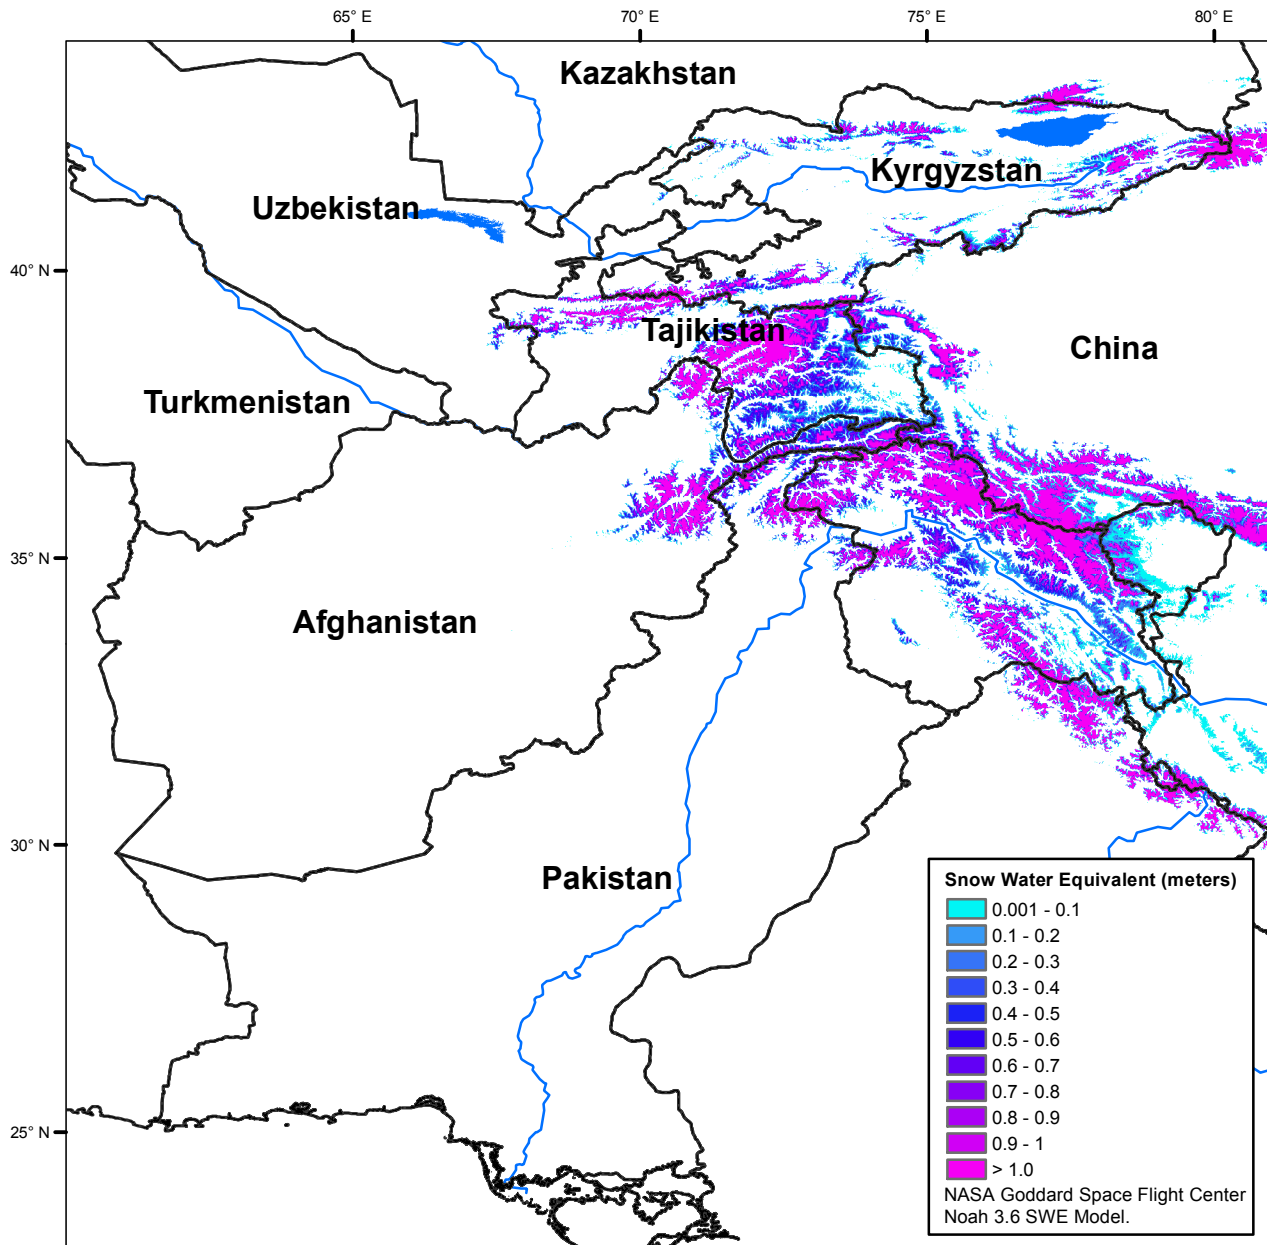 65° E
70° E
75° E
80° E
Kazakhstan
Kyrgyzstan
Uzbekistan
40° N
Tajikistan
China
Turkmenistan
35° N
Afghanistan
30° N
Pakistan
25° N
Snow Water Equivalent (meters)
0.001 - 0.1
0.1 - 0.2
0.2 - 0.3
0.3 - 0.4
0.4 - 0.5
0.5 - 0.6
0.6 - 0.7
0.7 - 0.8
0.8 - 0.9
0.9 - 1
> 1.0
NASA Goddard Space Flight Center
Noah 3.6 SWE Model.